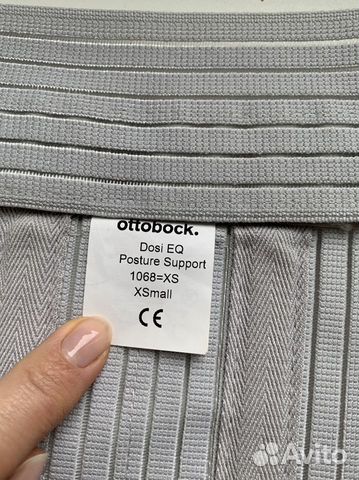 ottobock.
Dosi EQ
Posture Support
1068=XS
XSmall
CE
Avito